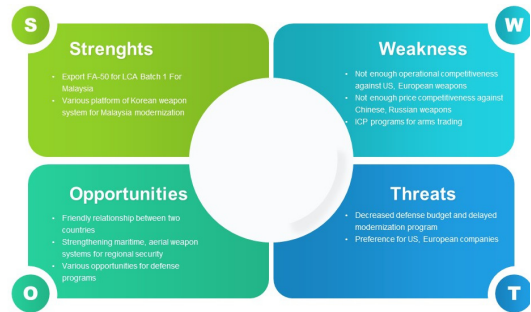 S
Strenghts
• Export FA-50 for LCA Batch 1 For
Malaysia
• Various platform of Korean weapon
system for Malaysia modernization
W
Weakness
• Not enough operational competitiveness
against US, European weapons
• Not enough price competitiveness against
Chinese, Russian weapons
• ICP programs for arms trading
O
Opportunities
• Friendly relationship between two
countries
• Strengthening maritime, aerial weapon
systems for regional security
• Various opportunities for defense
programs
T
Threats
• Decreased defense budget and delayed
modernization program
• Preference for US, European companies